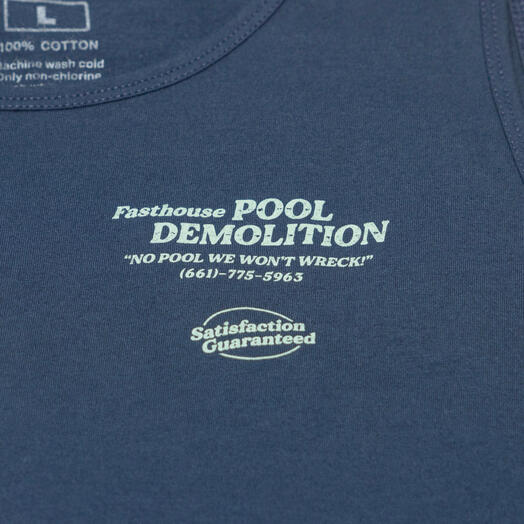 L
100% COTTON
Machine wash cold
Only non-chlorine
Fasthouse POOL
DEMOLITION
“NO POOL WE WON'T WRECK!”
(661)-775-5963
Satisfaction
Guaranteed